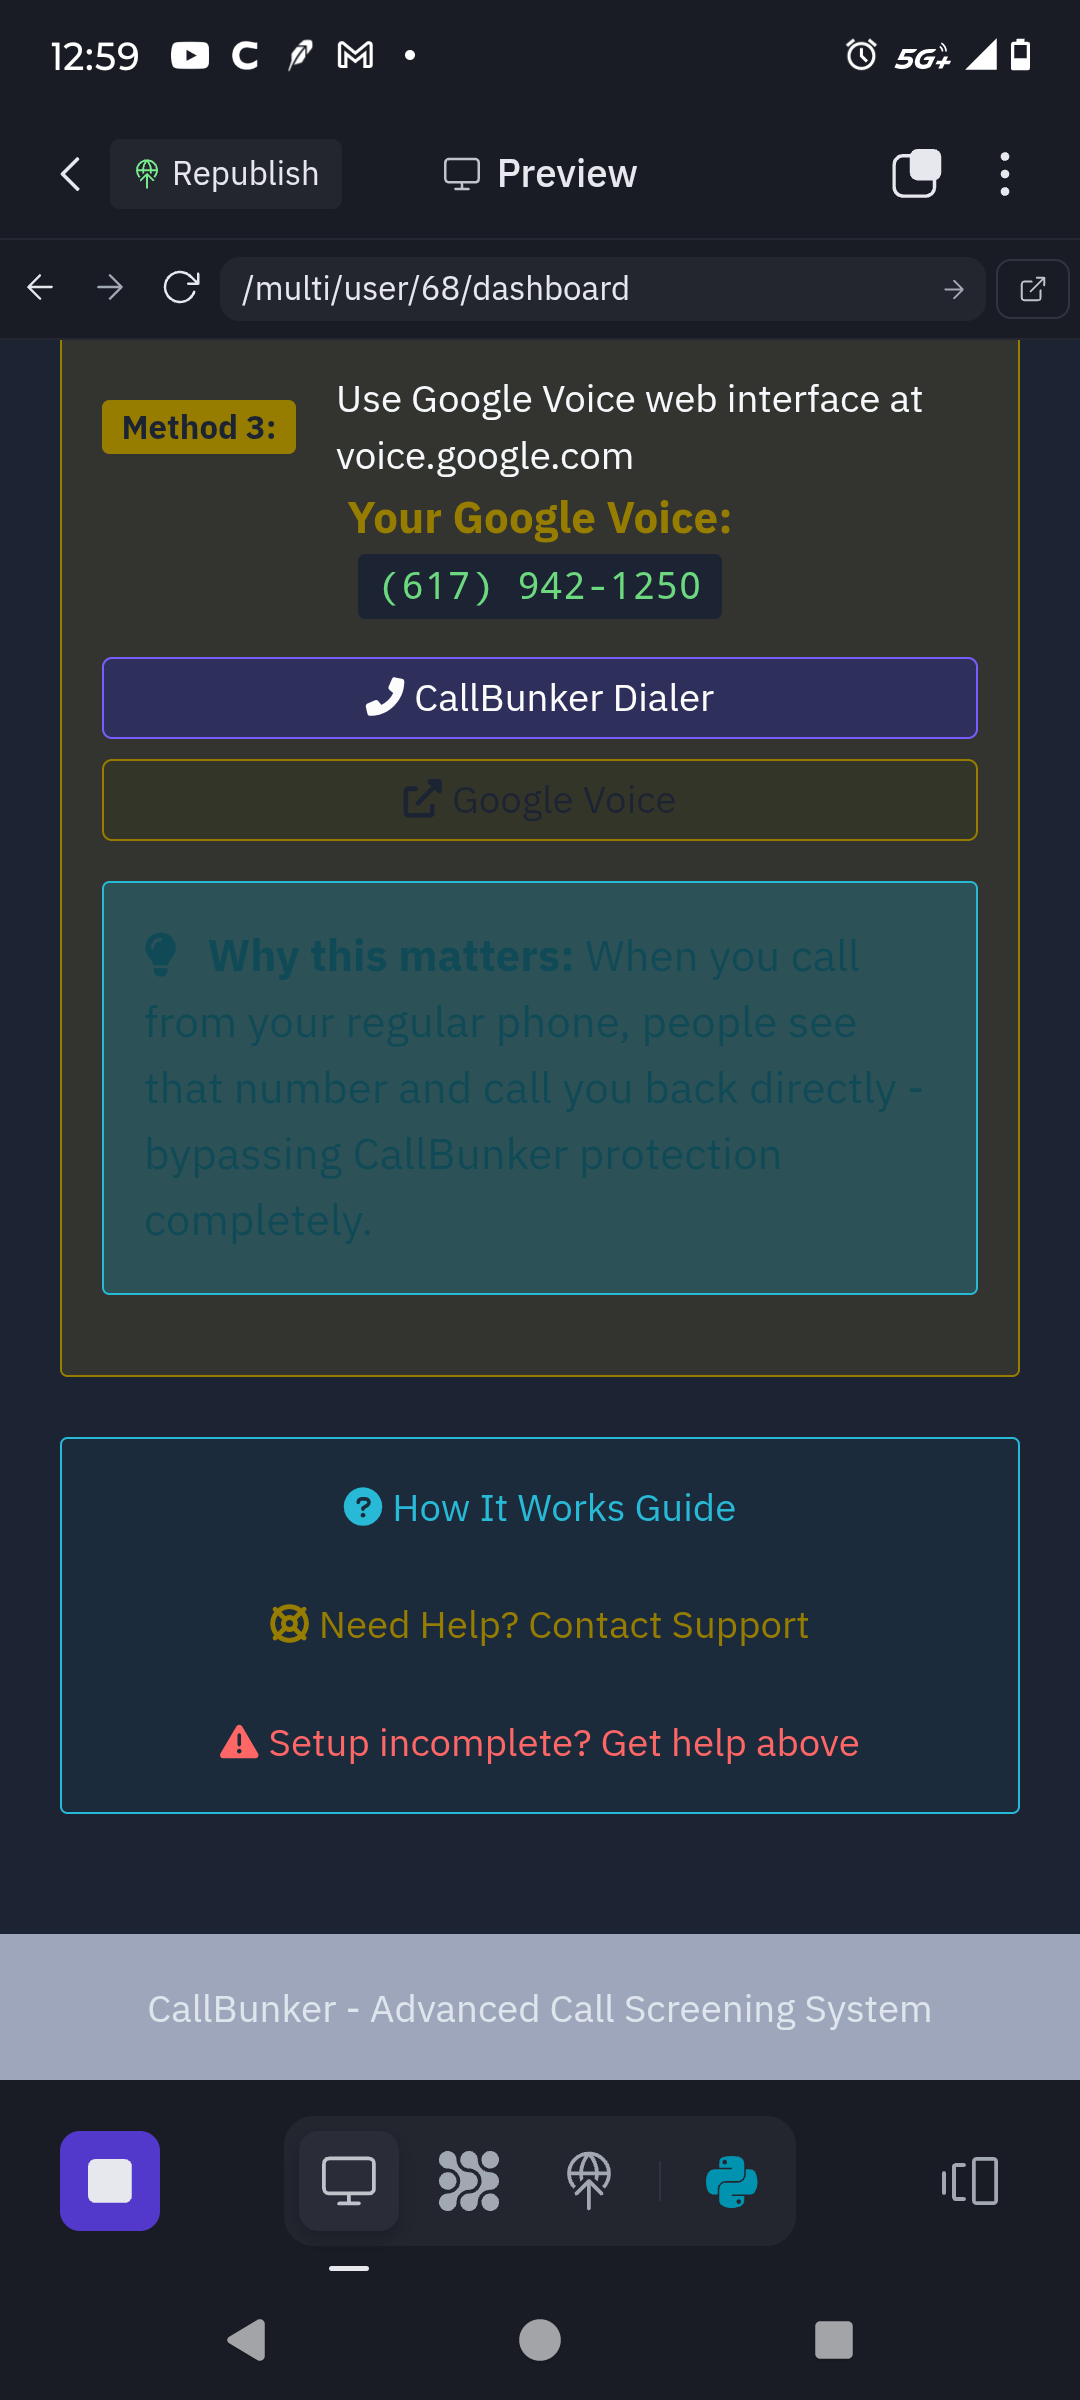 12:59
5G+
Republish
Preview
/multi/user/68/dashboard
Use Google Voice web interface at
Method 3:
voice.google.com
Your Google Voice:
(617) 942-1250
CallBunker Dialer
Google Voice
Why this matters: When you call
from your regular phone, people see
that number and call you back directly -
bypassing CallBunker protection
completely.
How It Works Guide
Need Help? Contact Support
Setup incomplete? Get help above
CallBunker - Advanced Call Screening System